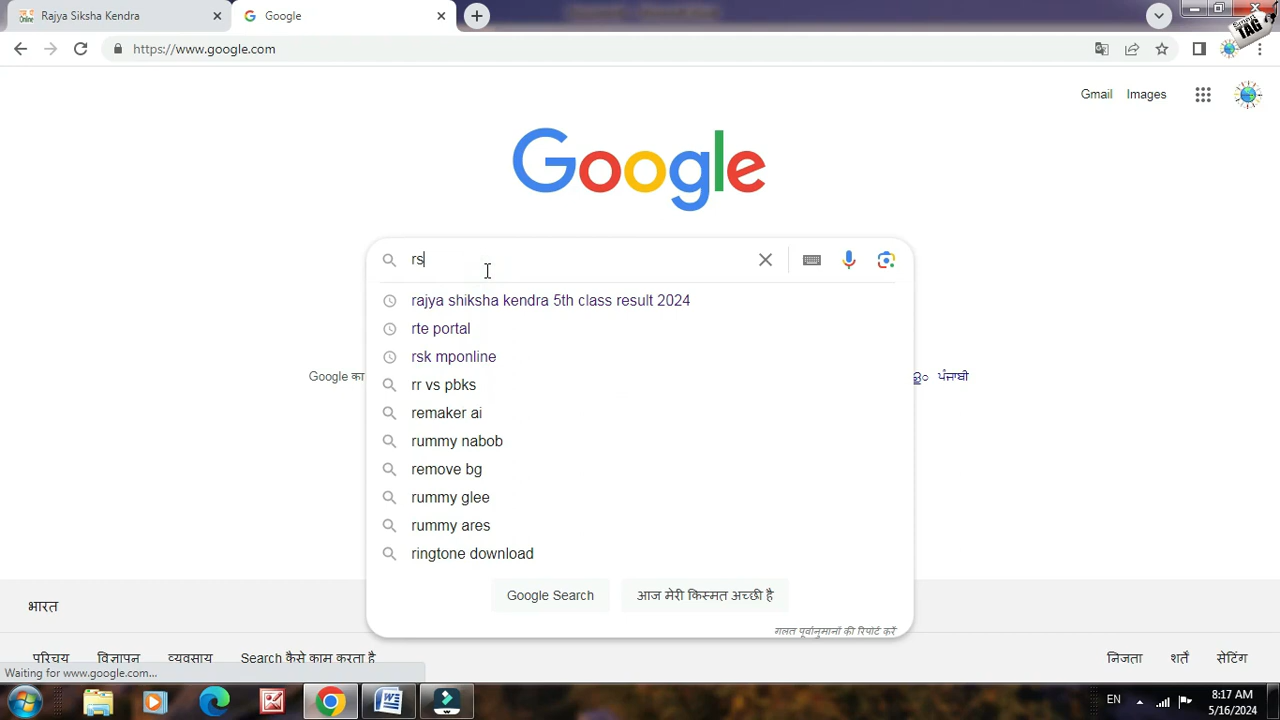 Rajya Siksha Kendra
Google
https://www.google.com
Gmail Images
Google
rs
rajya shiksha kendra 5th class result 2024
rte portal
rsk mponline
rr vs pbks
remaker ai
rummy nabob
remove bg
rummy glee
rummy ares
ringtone download
Google का ਪੰਜਾਬੀ
Google Search आज मेरी किस्मत अच्छी है
गलत पूर्वानुमानों की रिपोर्ट करें
भारत
परिचय विज्ञापन व्यवसाय Search कैसे काम करता है निजता शर्तें सेटिंग
Waiting for www.google.com...
EN 8:17 AM
5/16/2024
TAG